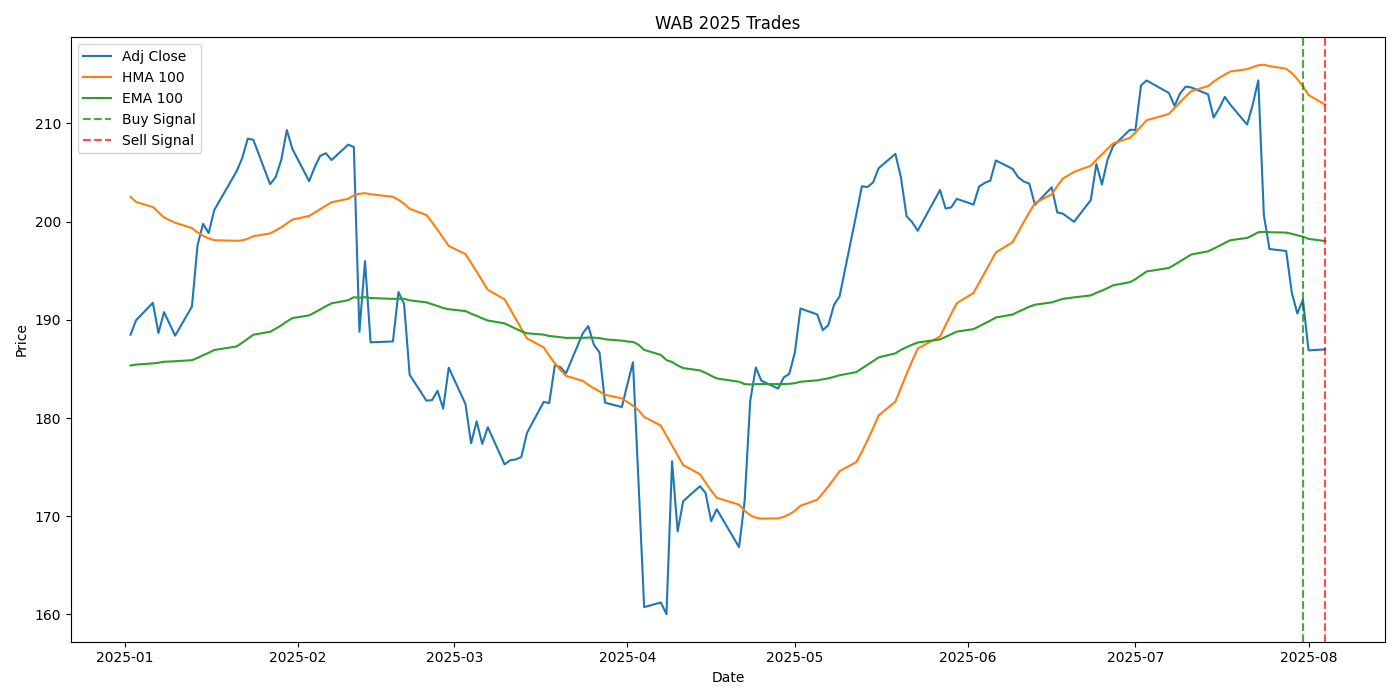 WAB 2025 Trades
Adj Close
HMA 100
EMA 100
Buy Signal
Sell Signal
Price
210
200
190
180
170
160
2025-01 2025-02 2025-03 2025-04 2025-05 2025-06 2025-07 2025-08
Date